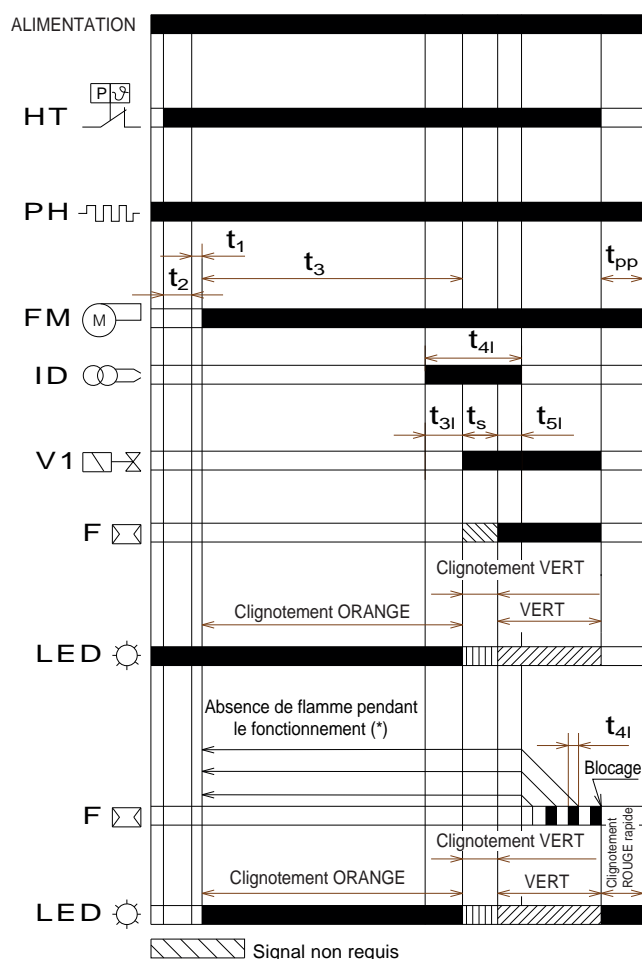 ALIMENTATION
P ϑ
HT
PH
t1
t3
tpp
t2
FM M
t4l
ID
t3l ts t5l
V1
F
Clignotement VERT
Clignotement ORANGE VERT
LED
Absence de flamme pendant
le fonctionnement (*)
t4l
Blocage
F
Clignotement VERT
Clignotement
ROUGE rapide
Clignotement ORANGE VERT
LED
Signal non requis